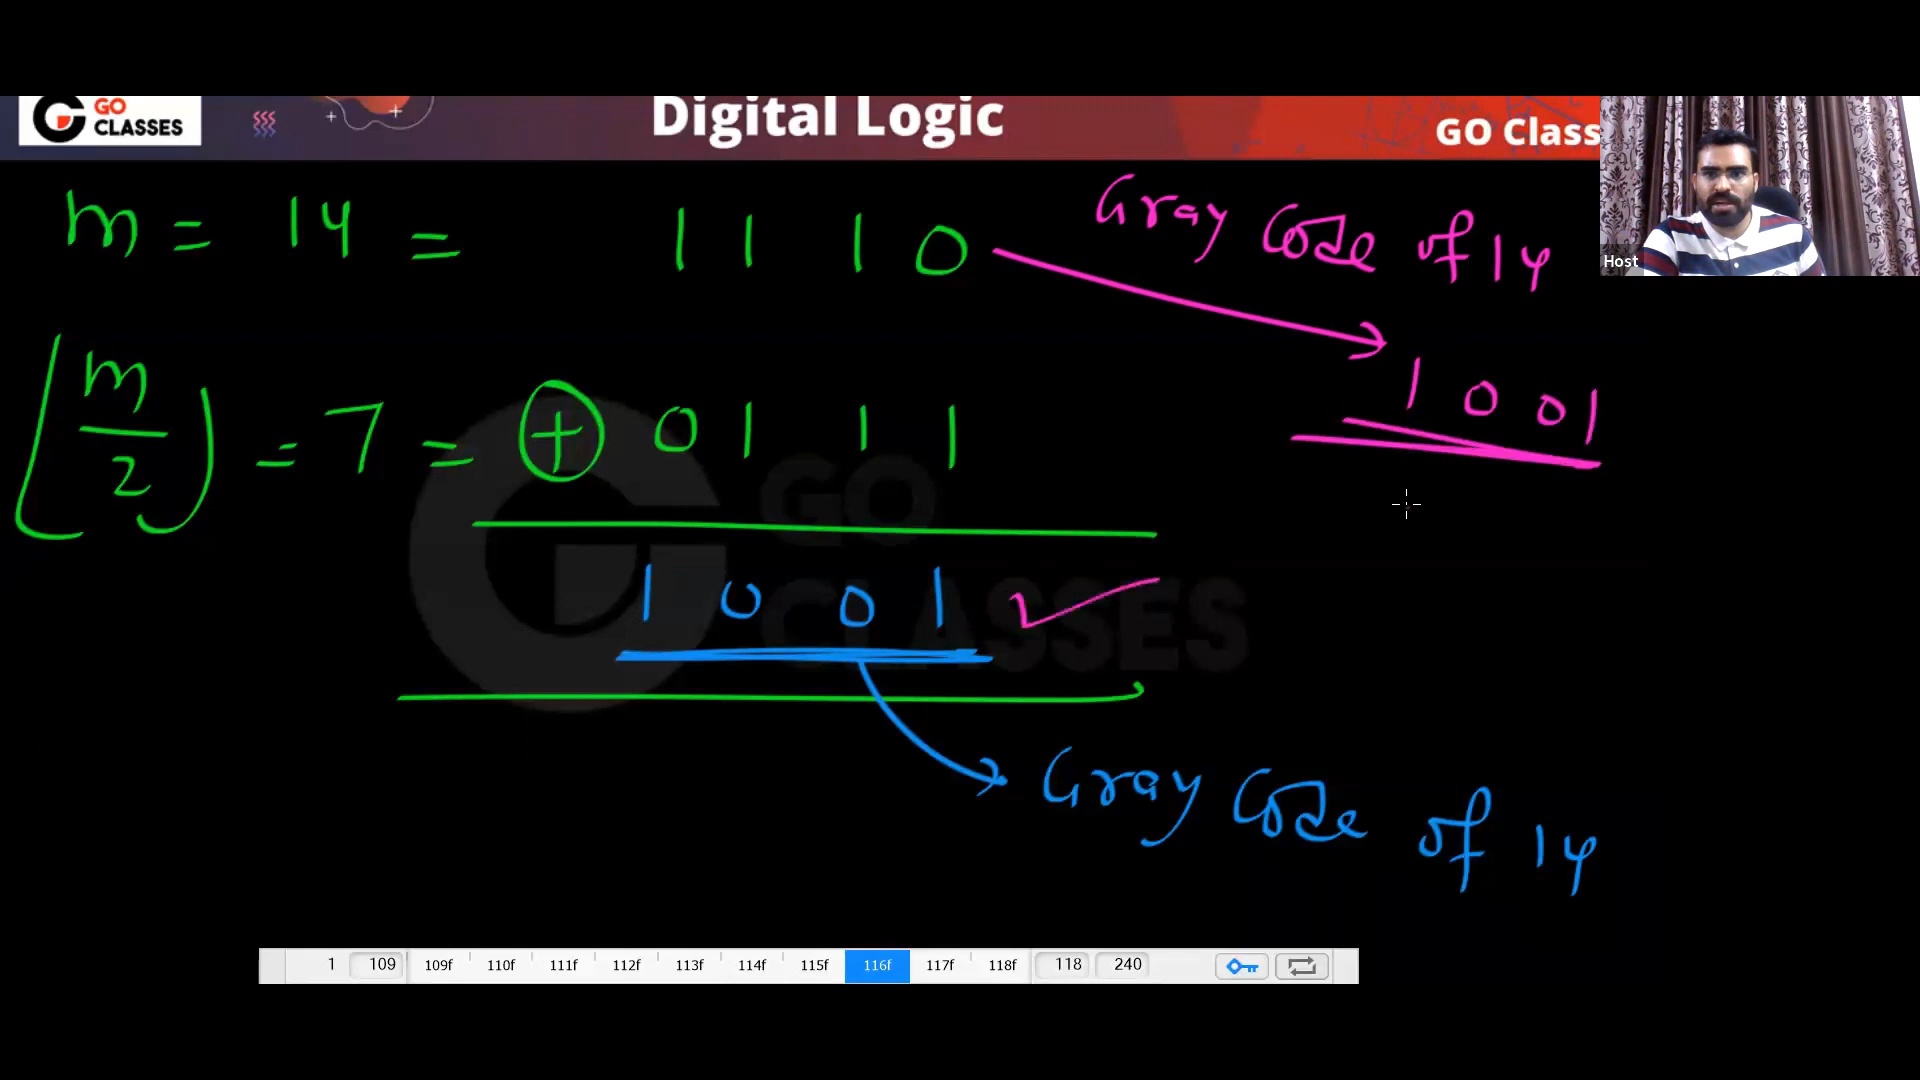 GO
CLASSES
Digital Logic
GO Class
Host
m = 14 = 1 1 1 0
Gray Code of 14
1 0 0 1
⌊m/2⌋ = 7 = ⊕ 0 1 1 1
GO
CLASSES
1 0 0 1 ✓
Gray Code of 14
1 109 109f 110f 111f 112f 113f 114f 115f 116f 117f 118f 118 240